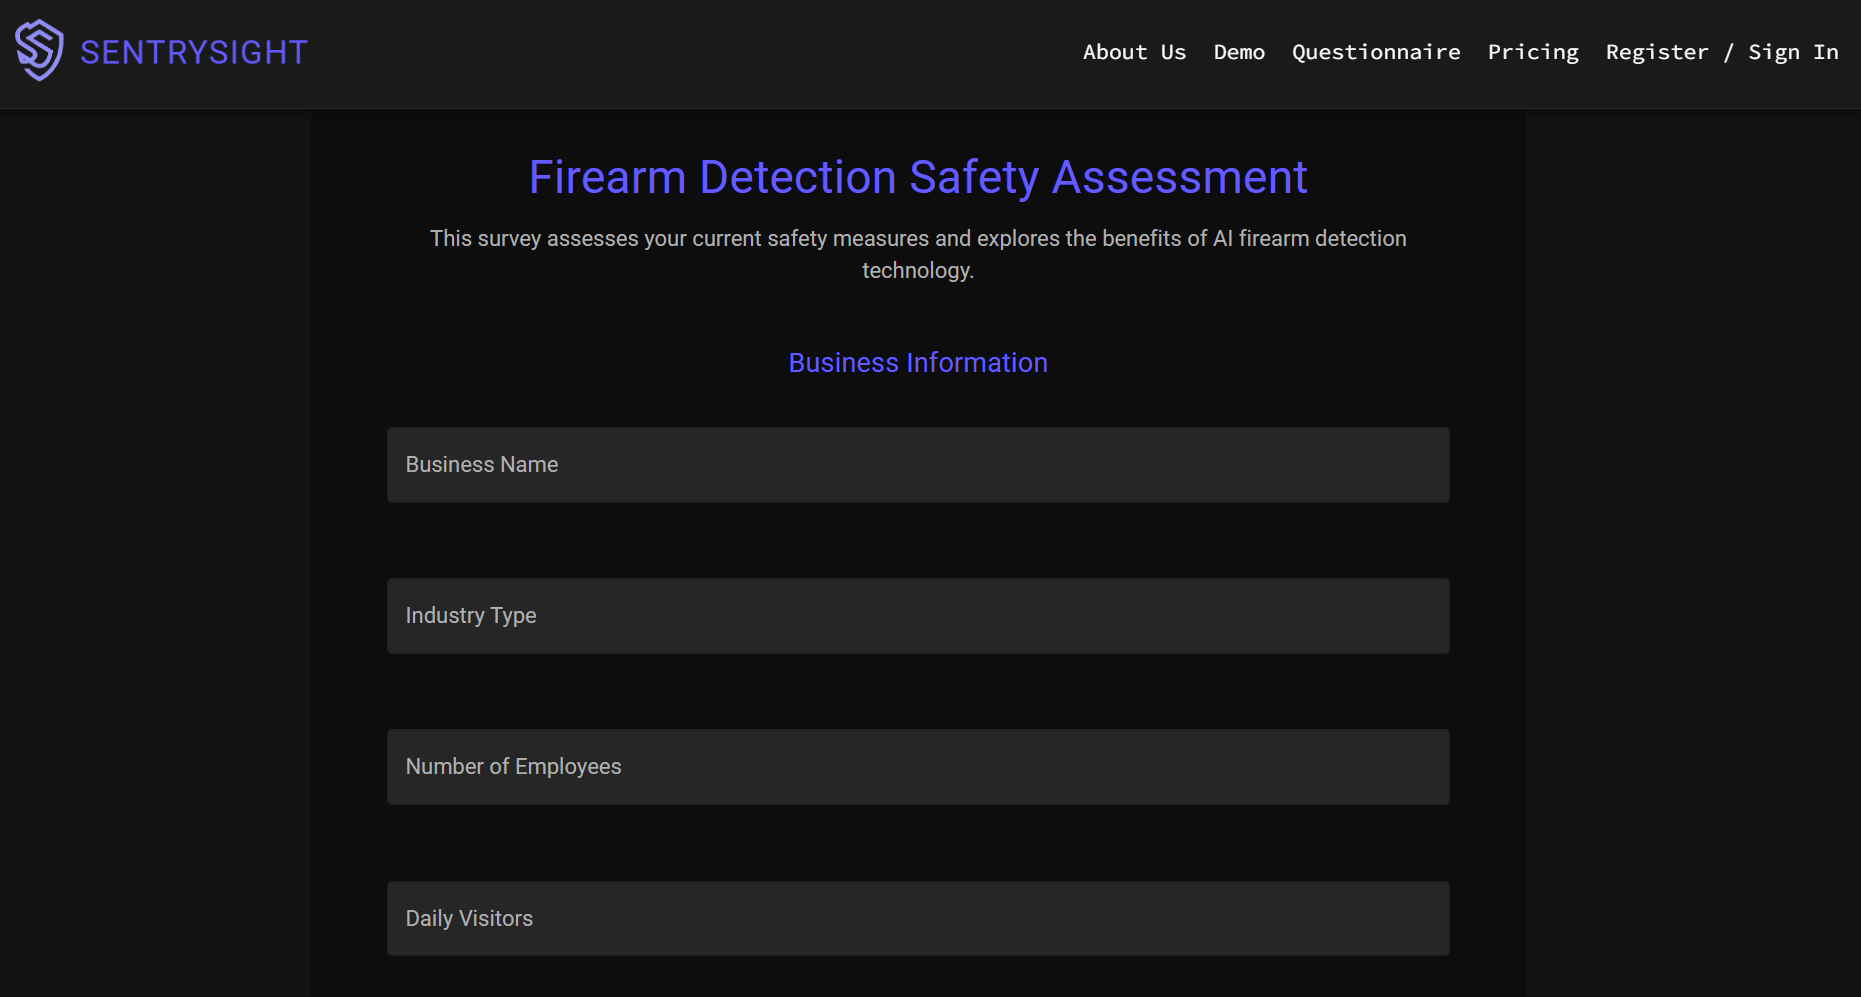 SENTRYSIGHT
About Us Demo Questionnaire Pricing Register / Sign In
Firearm Detection Safety Assessment
This survey assesses your current safety measures and explores the benefits of AI firearm detection
technology.
Business Information
Business Name
Industry Type
Number of Employees
Daily Visitors